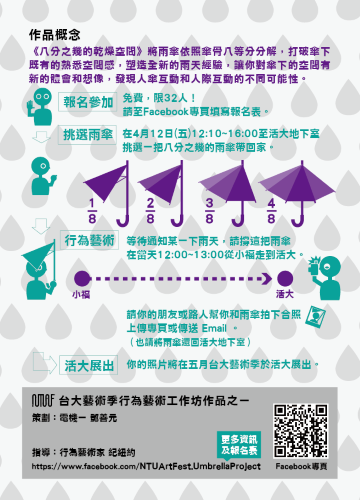 作品概念
《八分之幾的乾燥空間》將雨傘依照傘骨八等分分解,打破傘下
既有的熟悉空間感,塑造全新的雨天經驗,讓你對傘下的空間有
新的體會和想像,發現人傘互動和人際互動的不同可能性。
報名參加
免費,限32人!
請至Facebook專頁填寫報名表。
挑選雨傘
在4月12日(五)12:10~16:00至活大地下室
挑選一把八分之幾的雨傘帶回家。
1/8 2/8 3/8 4/8
行為藝術
等待通知某一下雨天,請撐這把雨傘
在當天12:00~13:00從小福走到活大。
小福 活大
請你的朋友或路人幫你和雨傘拍下合照
上傳專頁或傳送 Email 。
(也請將雨傘還回活大地下室)
活大展出
你的照片將在五月台大藝術季於活大展出。
台大藝術季行為藝術工作坊作品之一
策劃:電機一 鄧善元
指導:行為藝術家 紀紐約
更多資訊
及報名表
https://www.facebook.com/NTUArtFest.UmbrellaProject
Facebook專頁